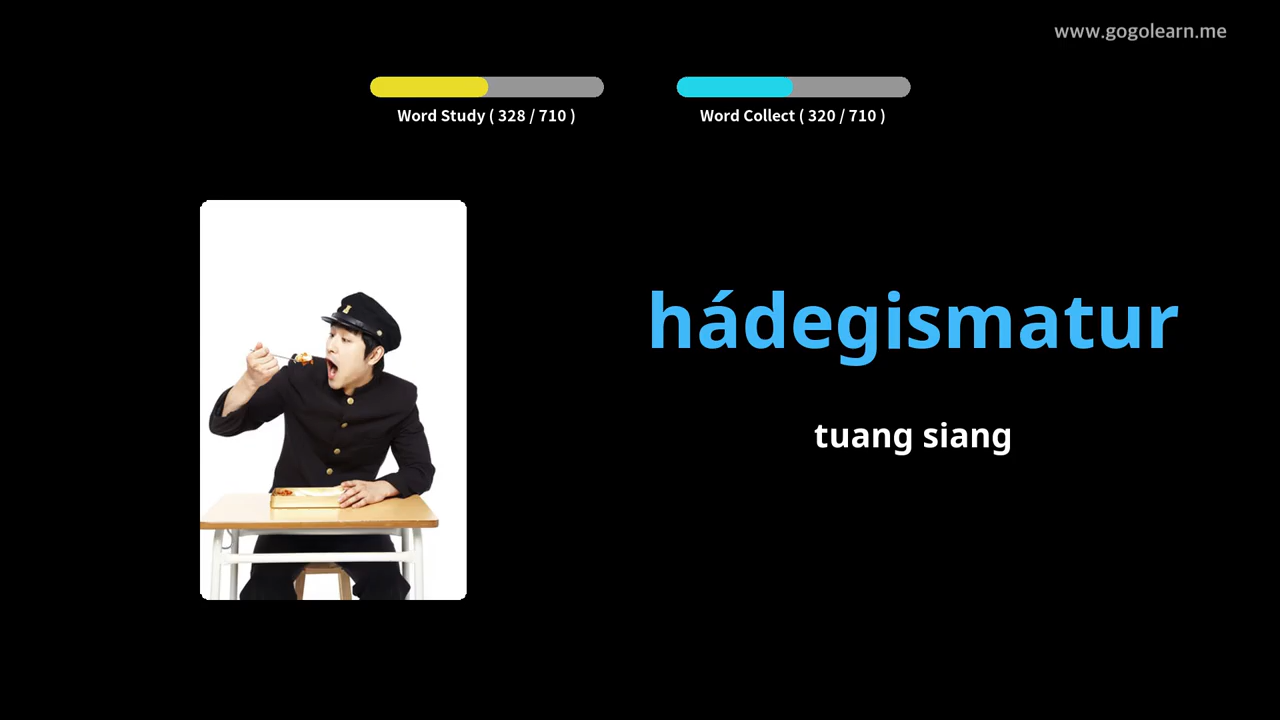 www.gogolearn.me
Word Study ( 328 / 710 )
Word Collect ( 320 / 710 )
hádegismatur
tuang siang